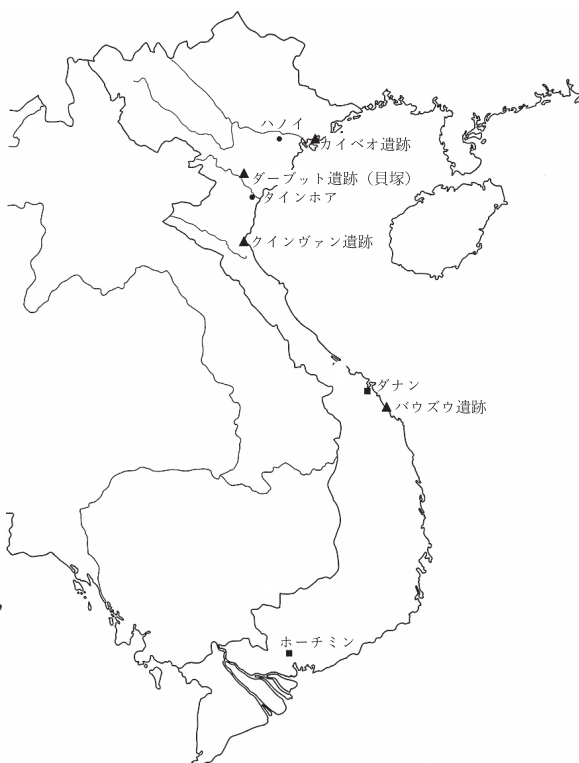 ハノイ
カイベオ遺跡
ダーブット遺跡（貝塚）
タインホア
クインヴァン遺跡
ダナン
バウズウ遺跡
ホーチミン